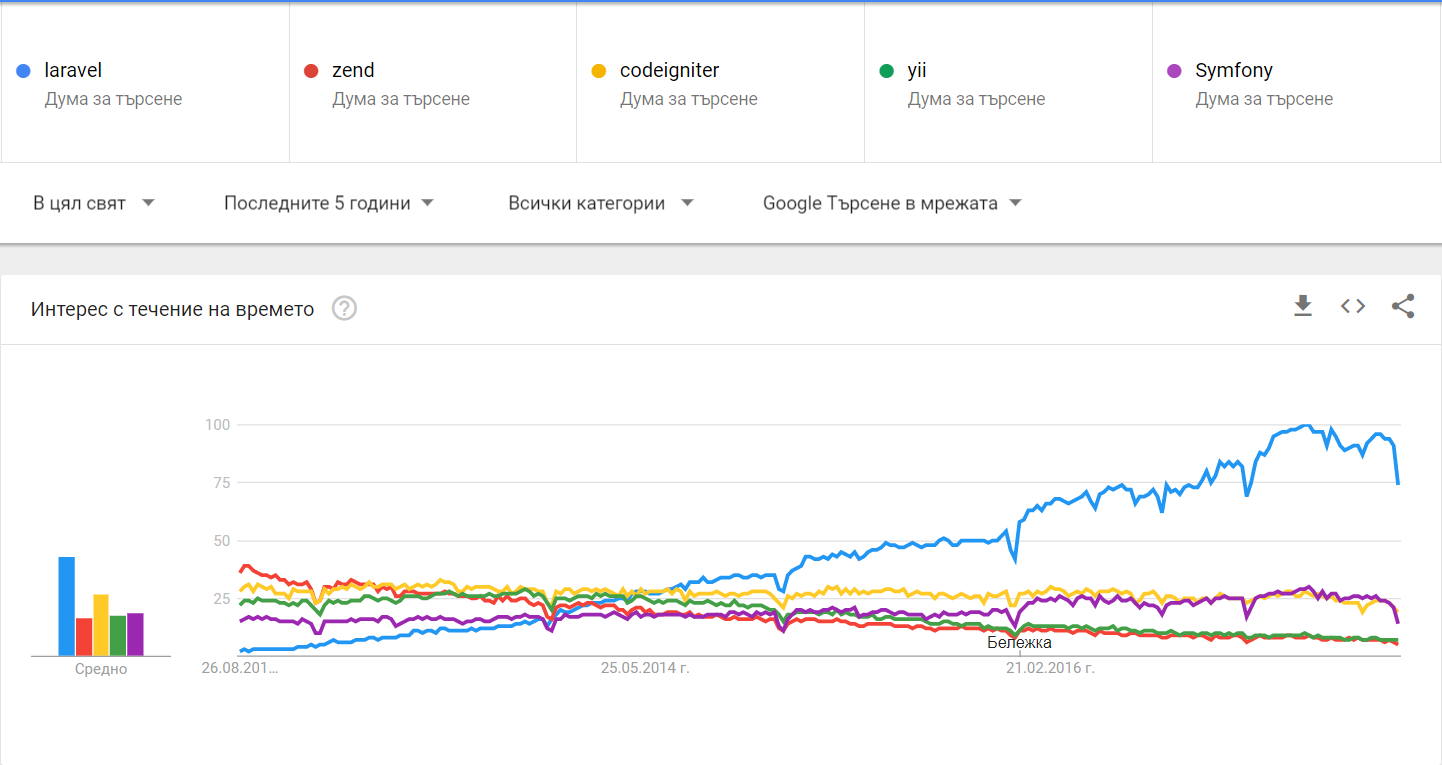 laravel
Дума за търсене
zend
Дума за търсене
codeigniter
Дума за търсене
yii
Дума за търсене
Symfony
Дума за търсене
В цял свят
Последните 5 години
Всички категории
Google Търсене в мрежата
Интерес с течение на времето
?
100
75
50
25
Бележка
Средно
26.08.201...
25.05.2014 г.
21.02.2016 г.